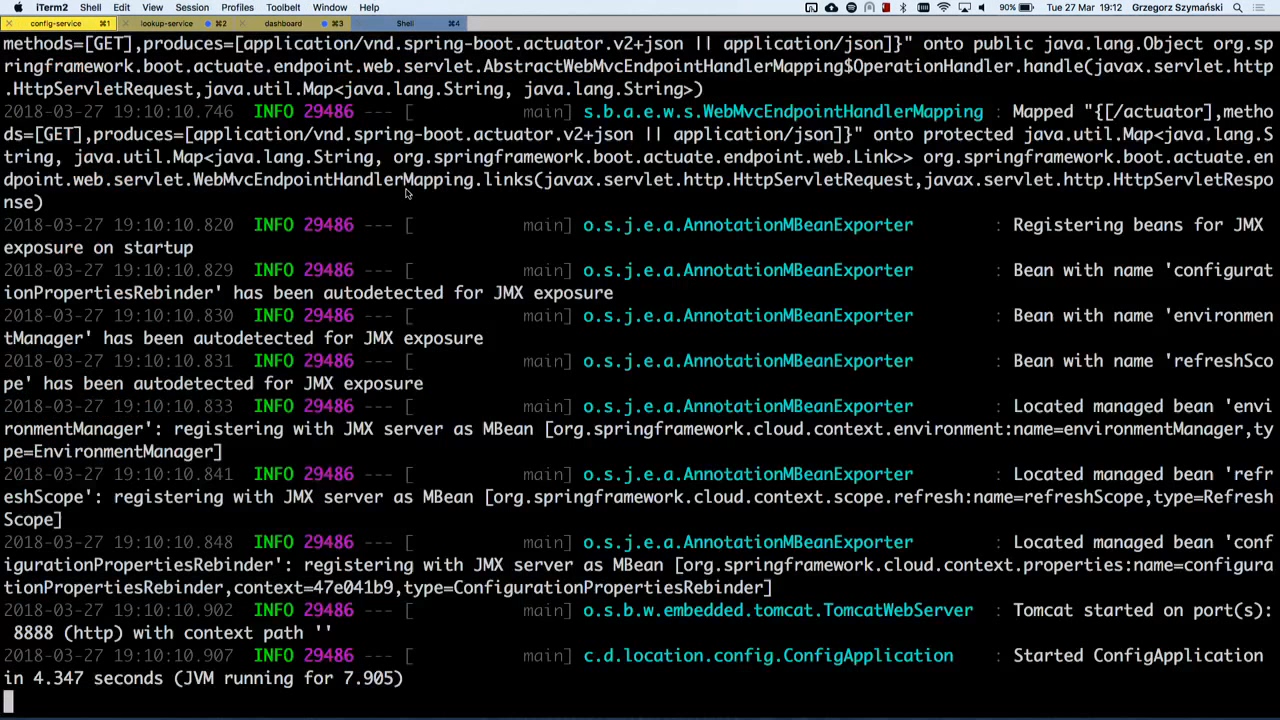 iTerm2 Shell Edit View Session Profiles Toolbelt Window Help 90% Tue 27 Mar 19:12 Grzegorz Szymański
config-service ⌘1 lookup-service ⌘2 dashboard ⌘3 Shell ⌘4
methods=[GET],produces=[application/vnd.spring-boot.actuator.v2+json || application/json]}" onto public java.lang.Object org.sp
ringframework.boot.actuate.endpoint.web.servlet.AbstractWebMvcEndpointHandlerMapping$OperationHandler.handle(javax.servlet.http
.HttpServletRequest,java.util.Map<java.lang.String, java.lang.String>)
2018-03-27 19:10:10.746 INFO 29486 --- [ main] s.b.a.e.w.s.WebMvcEndpointHandlerMapping : Mapped "{[/actuator],metho
ds=[GET],produces=[application/vnd.spring-boot.actuator.v2+json || application/json]}" onto protected java.util.Map<java.lang.S
tring, java.util.Map<java.lang.String, org.springframework.boot.actuate.endpoint.web.Link>> org.springframework.boot.actuate.en
dpoint.web.servlet.WebMvcEndpointHandlerMapping.links(javax.servlet.http.HttpServletRequest,javax.servlet.http.HttpServletRespo
nse)
2018-03-27 19:10:10.820 INFO 29486 --- [ main] o.s.j.e.a.AnnotationMBeanExporter : Registering beans for JMX
exposure on startup
2018-03-27 19:10:10.829 INFO 29486 --- [ main] o.s.j.e.a.AnnotationMBeanExporter : Bean with name 'configurat
ionPropertiesRebinder' has been autodetected for JMX exposure
2018-03-27 19:10:10.830 INFO 29486 --- [ main] o.s.j.e.a.AnnotationMBeanExporter : Bean with name 'environmen
tManager' has been autodetected for JMX exposure
2018-03-27 19:10:10.831 INFO 29486 --- [ main] o.s.j.e.a.AnnotationMBeanExporter : Bean with name 'refreshSco
pe' has been autodetected for JMX exposure
2018-03-27 19:10:10.833 INFO 29486 --- [ main] o.s.j.e.a.AnnotationMBeanExporter : Located managed bean 'envi
ronmentManager': registering with JMX server as MBean [org.springframework.cloud.context.environment:name=environmentManager,ty
pe=EnvironmentManager]
2018-03-27 19:10:10.841 INFO 29486 --- [ main] o.s.j.e.a.AnnotationMBeanExporter : Located managed bean 'refr
eshScope': registering with JMX server as MBean [org.springframework.cloud.context.scope.refresh:name=refreshScope,type=Refresh
Scope]
2018-03-27 19:10:10.848 INFO 29486 --- [ main] o.s.j.e.a.AnnotationMBeanExporter : Located managed bean 'conf
igurationPropertiesRebinder': registering with JMX server as MBean [org.springframework.cloud.context.properties:name=configura
tionPropertiesRebinder,context=47e041b9,type=ConfigurationPropertiesRebinder]
2018-03-27 19:10:10.902 INFO 29486 --- [ main] o.s.b.w.embedded.tomcat.TomcatWebServer : Tomcat started on port(s):
8888 (http) with context path ''
2018-03-27 19:10:10.907 INFO 29486 --- [ main] c.d.location.config.ConfigApplication : Started ConfigApplication
in 4.347 seconds (JVM running for 7.905)